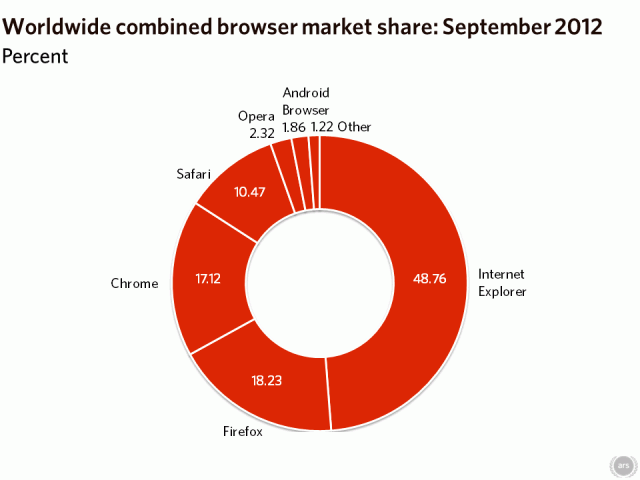 Worldwide combined browser market share: September 2012
Percent
Android
Browser
Opera
2.32
1.86
1.22 Other
Safari
10.47
Chrome
17.12
48.76
Internet
Explorer
18.23
Firefox
ars